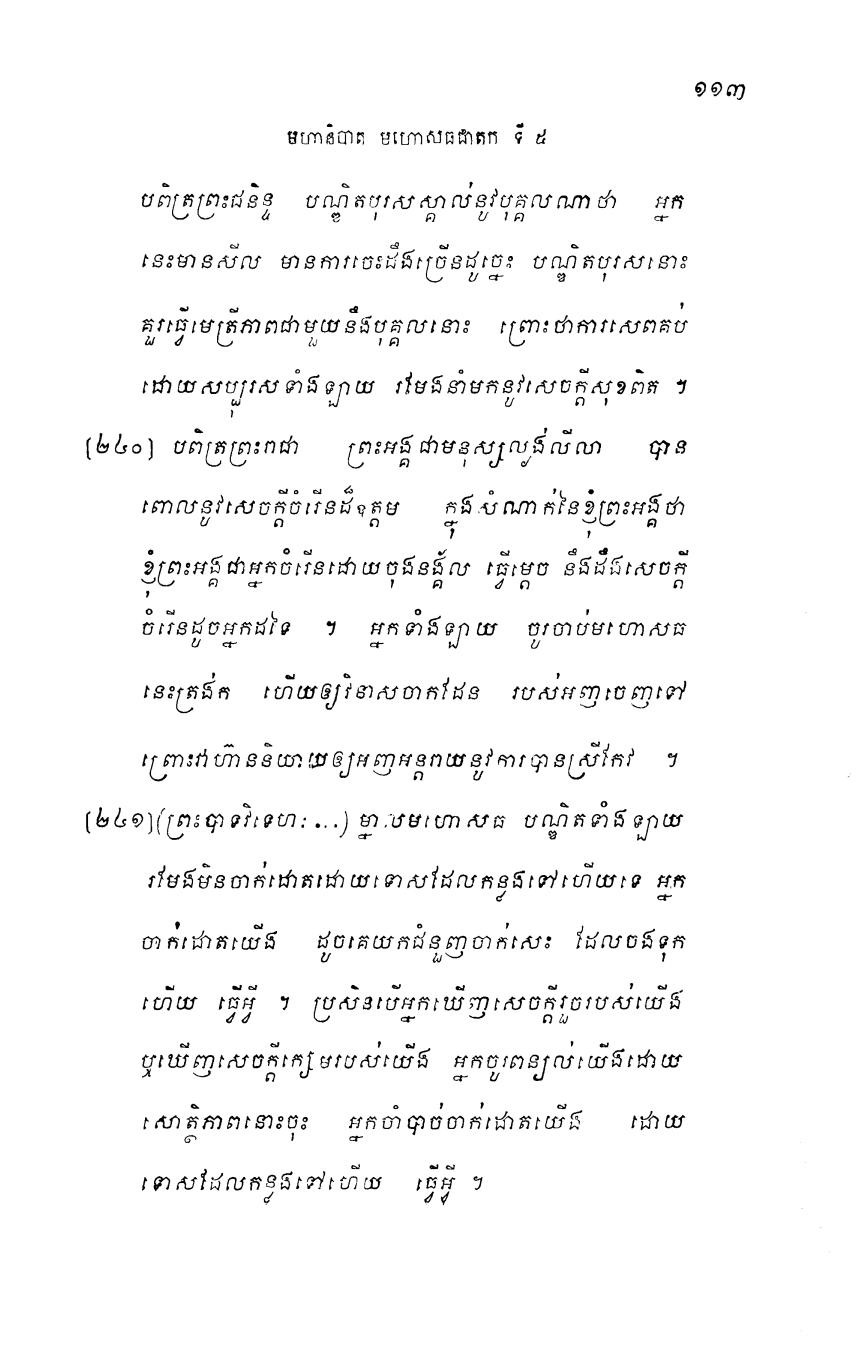 ១១៣
មហានិបាត មហោសធជាតក ទី ៥
បពិត្រព្រះជនិន្ទ បណ្ឌិតបុរសស្គាល់នូវបុគ្គលណាថា អ្នក
នេះមានសីល មានការចេះដឹងច្រើនដូច្នេះ បណ្ឌិតបុរសនោះ
គួរធ្វើមេត្រីភាពជាមួយនឹងបុគ្គលនោះ ព្រោះថាការសេពគប់
ដោយសប្បុរសទាំងឡាយ រមែងនាំមកនូវសេចក្តីសុខពិត ។
[២៤០] បពិត្រព្រះរាជា ព្រះអង្គជាមនុស្សល្ងង់លីលា បាន
ពោលនូវសេចក្តីចំរើនដ៏ឧត្តម ក្នុងសំណាក់នៃខ្ញុំព្រះអង្គថា
ខ្ញុំព្រះអង្គជាអ្នកចំរើនដោយចុងនង្គ័ល ធ្វើម្តេច នឹងដឹងសេចក្តី
ចំរើនដូចអ្នកដទៃ ។ អ្នកទាំងឡាយ ចូរចាប់មហោសធ
នេះត្រង់ក ហើយឲ្យវិនាសចាកដែន របស់អញចេញទៅ
ព្រោះវាហ៊ាននិយាយឲ្យអញអន្តរាយនូវការបានស្រីកែវ ។
[២៤១] (ព្រះបាទវិទេហៈ...) ម្នាលមហោសធ បណ្ឌិតទាំងឡាយ
រមែងមិនចាក់ដោតដោយទោសដែលកន្លងទៅហើយទេ អ្នក
ចាក់ដោតយើង ដូចគេយកជំនួញចាក់សេះ ដែលចងទុក
ហើយ ធ្វើអ្វី ។ ប្រសិនបើអ្នកឃើញសេចក្តីរួចរបស់យើង
ឬឃើញសេចក្តីក្សេមរបស់យើង អ្នកចូរពន្យល់យើងដោយ
សោត្ថិភាពនោះចុះ អ្នកចាំបាច់ចាក់ដោតយើង ដោយ
ទោសដែលកន្លងទៅហើយ ធ្វើអ្វី ។